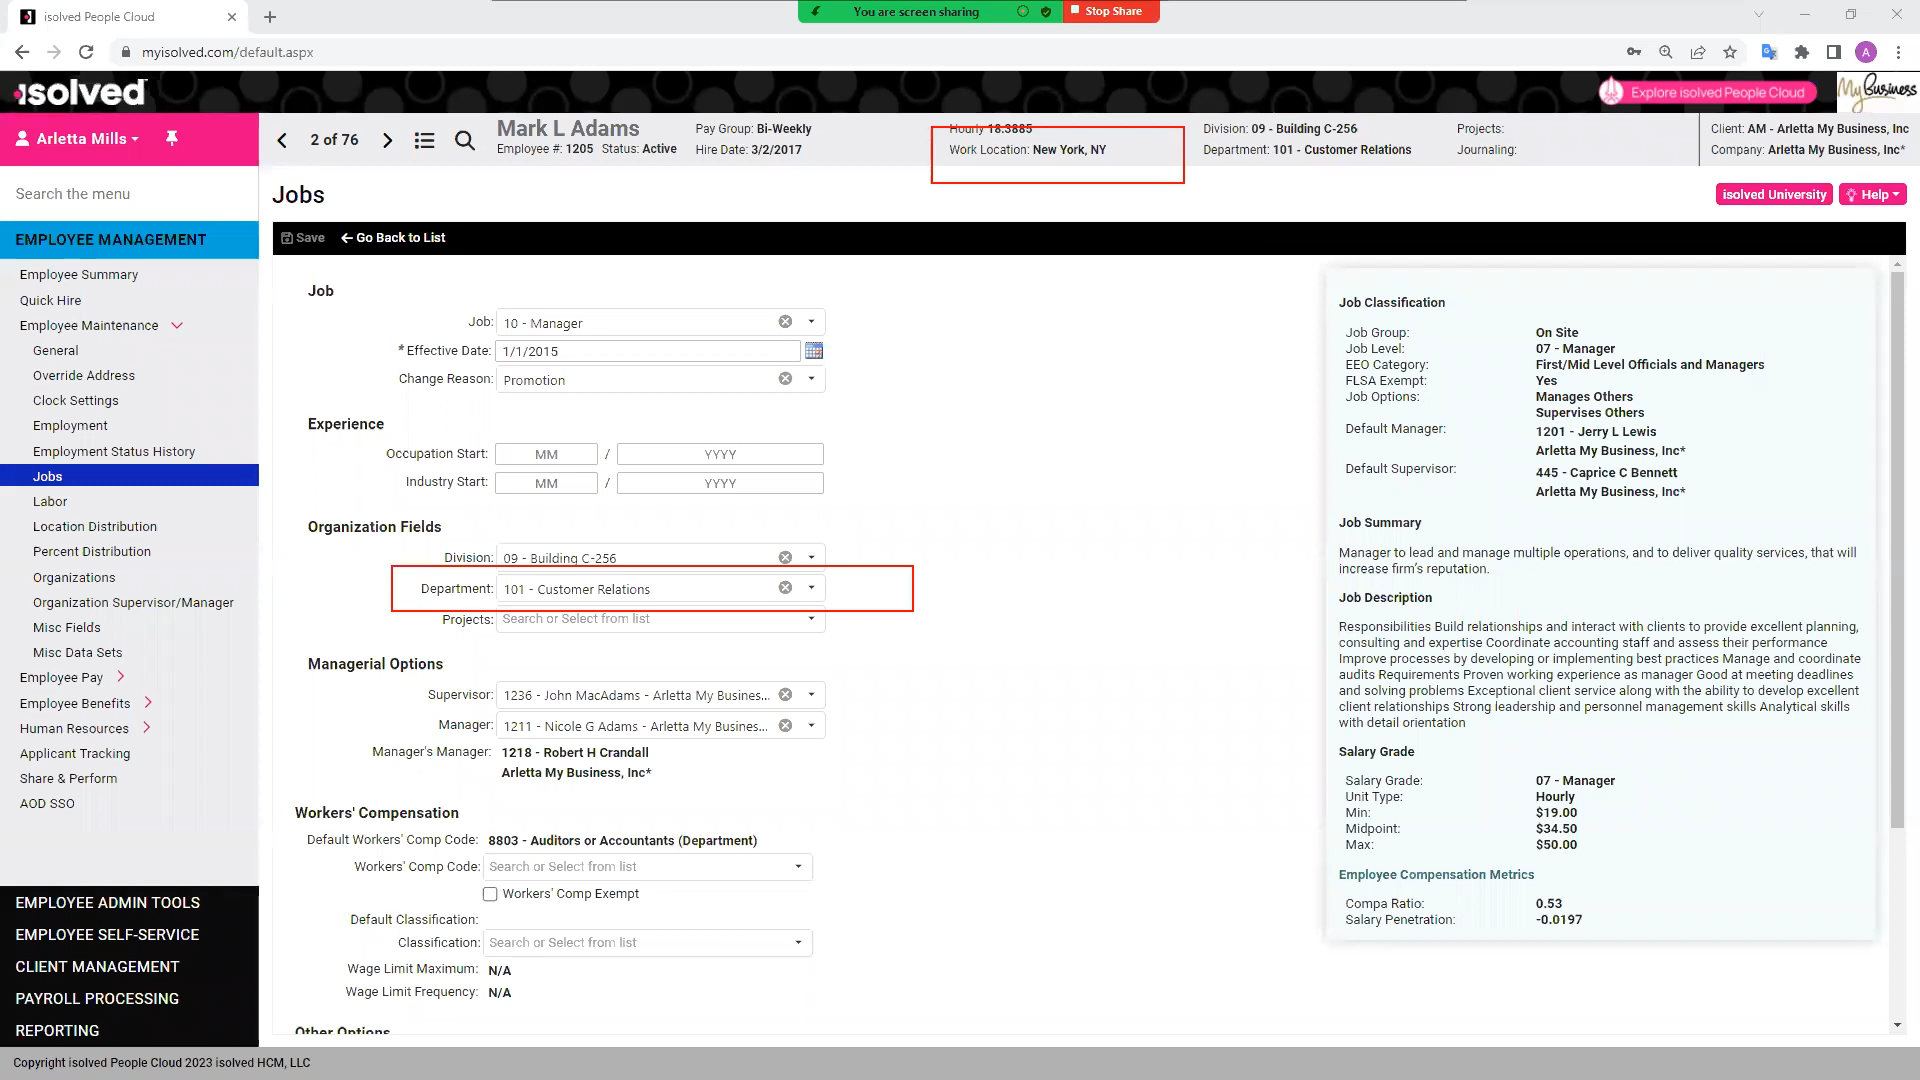 isolved People Cloud
You are screen sharing
Stop Share
myisolved.com/default.aspx
A
isolved
Explore isolved People Cloud
My Business
Arletta Mills
2 of 76
Mark L Adams
Employee #: 1205 Status: Active
Pay Group: Bi-Weekly
Hire Date: 3/2/2017
Hourly 18.3885
Work Location: New York, NY
Division: 09 - Building C-256
Department: 101 - Customer Relations
Projects:
Journaling:
Client: AM - Arletta My Business, Inc
Company: Arletta My Business, Inc*
Search the menu
Jobs
isolved University
Help
EMPLOYEE MANAGEMENT
Employee Summary
Quick Hire
Employee Maintenance
General
Override Address
Clock Settings
Employment
Employment Status History
Jobs
Labor
Location Distribution
Percent Distribution
Organizations
Organization Supervisor/Manager
Misc Fields
Misc Data Sets
Employee Pay
Employee Benefits
Human Resources
Applicant Tracking
Share & Perform
AOD SSO
EMPLOYEE ADMIN TOOLS
EMPLOYEE SELF-SERVICE
CLIENT MANAGEMENT
PAYROLL PROCESSING
REPORTING
Save
Go Back to List
Job
Job: 10 - Manager
* Effective Date: 1/1/2015
Change Reason: Promotion
Experience
Occupation Start: MM / YYYY
Industry Start: MM / YYYY
Organization Fields
Division: 09 - Building C-256
Department: 101 - Customer Relations
Projects: Search or Select from list
Managerial Options
Supervisor: 1236 - John MacAdams - Arletta My Busines...
Manager: 1211 - Nicole G Adams - Arletta My Busines...
Manager's Manager: 1218 - Robert H Crandall
Arletta My Business, Inc*
Workers' Compensation
Default Workers' Comp Code: 8803 - Auditors or Accountants (Department)
Workers' Comp Code: Search or Select from list
Workers' Comp Exempt
Default Classification:
Classification: Search or Select from list
Wage Limit Maximum: N/A
Wage Limit Frequency: N/A
Other Options
Job Classification
Job Group: On Site
Job Level: 07 - Manager
EEO Category: First/Mid Level Officials and Managers
FLSA Exempt: Yes
Job Options: Manages Others
Supervises Others
Default Manager: 1201 - Jerry L Lewis
Arletta My Business, Inc*
Default Supervisor: 445 - Caprice C Bennett
Arletta My Business, Inc*
Job Summary
Manager to lead and manage multiple operations, and to deliver quality services, that will
increase firm's reputation.
Job Description
Responsibilities Build relationships and interact with clients to provide excellent planning,
consulting and expertise Coordinate accounting staff and assess their performance
Improve processes by developing or implementing best practices Manage and coordinate
audits Requirements Proven working experience as manager Good at meeting deadlines
and solving problems Exceptional client service along with the ability to develop excellent
client relationships Strong leadership and personnel management skills Analytical skills
with detail orientation
Salary Grade
Salary Grade: 07 - Manager
Unit Type: Hourly
Min: $19.00
Midpoint: $34.50
Max: $50.00
Employee Compensation Metrics
Compa Ratio: 0.53
Salary Penetration: -0.0197
Copyright isolved People Cloud 2023 isolved HCM, LLC